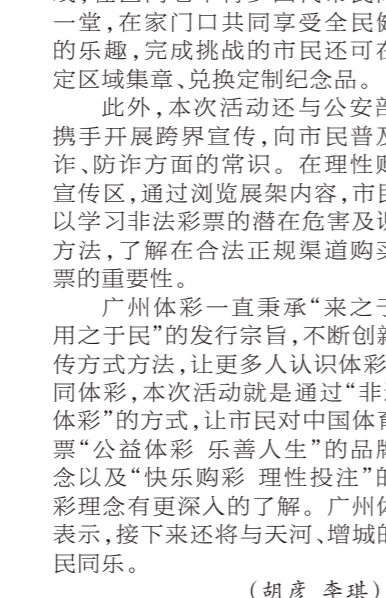 一堂，在家门口共同享受全民健
的乐趣，完成挑战的市民还可在
定区域集章、兑换定制纪念品。
此外，本次活动还与公安部
携手开展跨界宣传，向市民普及
诈、防诈方面的常识。在理性购
宣传区，通过浏览展架内容，市民
以学习非法彩票的潜在危害及识
方法，了解在合法正规渠道购买
票的重要性。
广州体彩一直秉承“来之于
用之于民”的发行宗旨，不断创新
传方式方法，让更多人认识体彩
同体彩，本次活动就是通过“非
体彩”的方式，让市民对中国体育
票“公益体彩 乐善人生”的品牌
念以及“快乐购彩 理性投注”的
彩理念有更深入的了解。广州体
表示，接下来还将与天河、增城的
民同乐。
（胡彦 李琪）